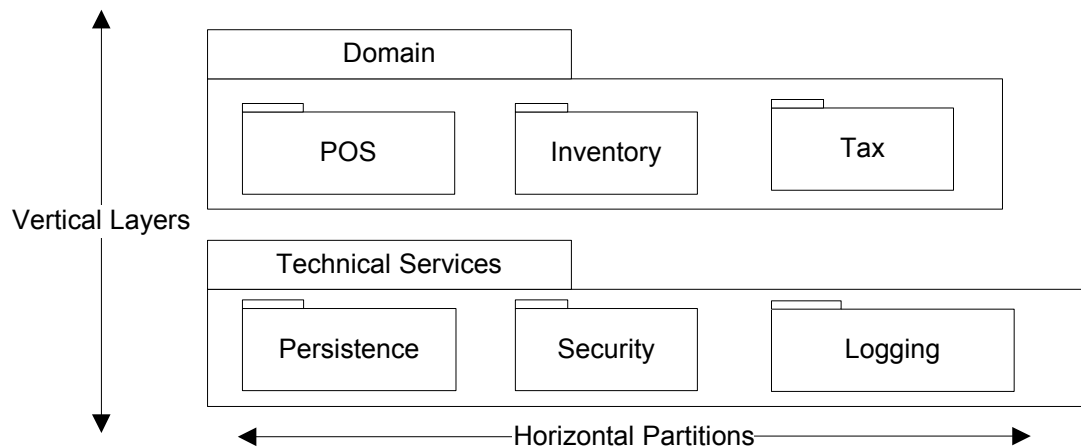 Domain
POS
Inventory
Tax
Vertical Layers
Technical Services
Persistence
Security
Logging
Horizontal Partitions